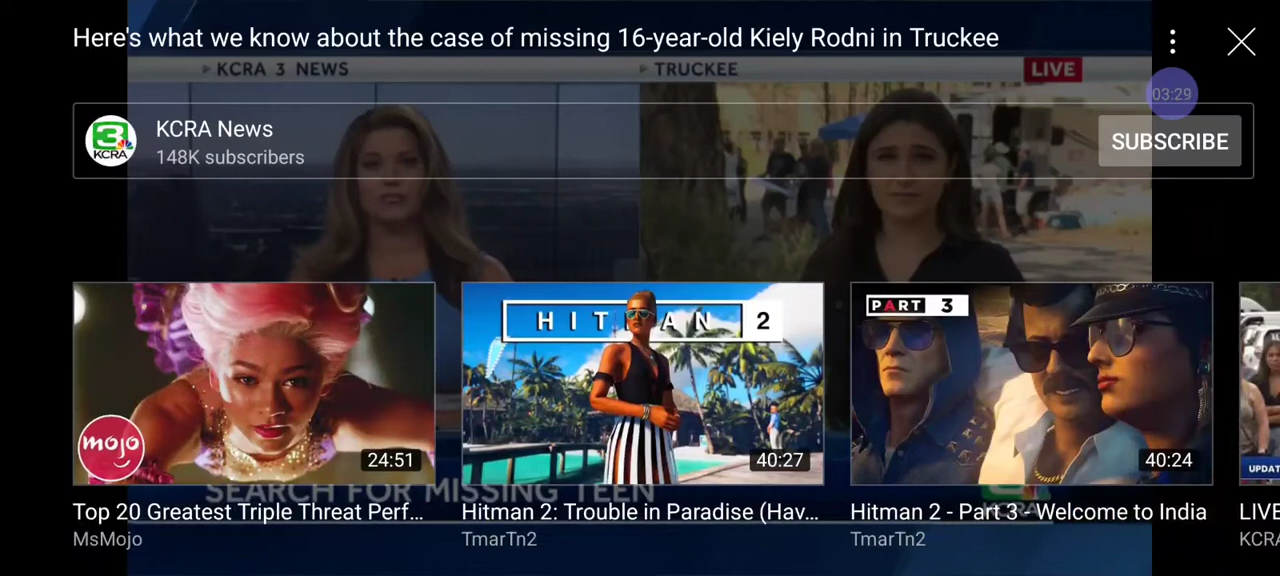 Here's what we know about the case of missing 16-year-old Kiely Rodni in Truckee
KCRA 3 NEWS
TRUCKEE
LIVE
03:29
3
KCRA
KCRA News
148K subscribers
SUBSCRIBE
HITMAN 2
PART 3
mojo
24:51
40:27
40:24
UPDAT
SEARCH FOR MISSING TEEN
Top 20 Greatest Triple Threat Perf...
Hitman 2: Trouble in Paradise (Hav...
Hitman 2 - Part 3 - Welcome to India
LIVE
MsMojo
TmarTn2
TmarTn2
KCRA